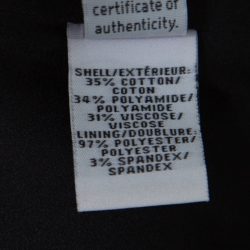 certificate of
authenticity.
SHELL/EXTÉRIEUR:
35% COTTON/
COTON
34% POLYAMIDE/
POLYAMIDE
31% VISCOSE/
VISCOSE
LINING/DOUBLURE:
97% POLYESTER/
POLYESTER
3% SPANDEX/
SPANDEX